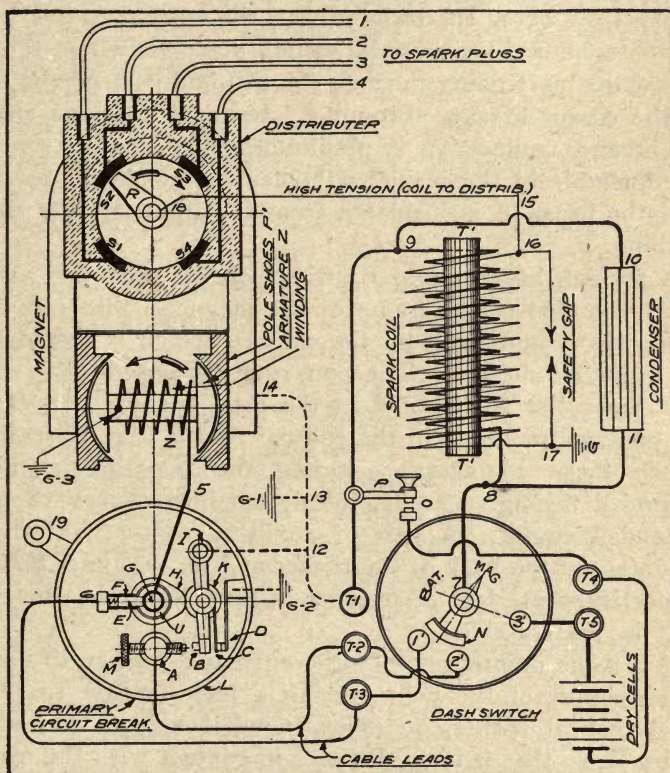 1.
2
3
TO SPARK PLUGS
4
DISTRIBUTER
S2
S3
R
18
HIGH TENSION (COIL TO DISTRIB.)
15
S1
S4
MAGNET
POLE SHOES P'
ARMATURE Z
WINDING
14
Z
G-3
5
9
T'
16
10
SPARK COIL
SAFETY GAP
CONDENSER
T'
17
G
11
8
G-1
13
P
O
19
I
12
G
H
K
6
F
E
U
G-2
D
M
A
B
C
L
T-1
BAT.
7
MAG
N
3'
T4
T-5
1'
2'
T-2
T-3
PRIMARY
CIRCUIT BREAK.
DASH SWITCH
DRY CELLS
CABLE LEADS